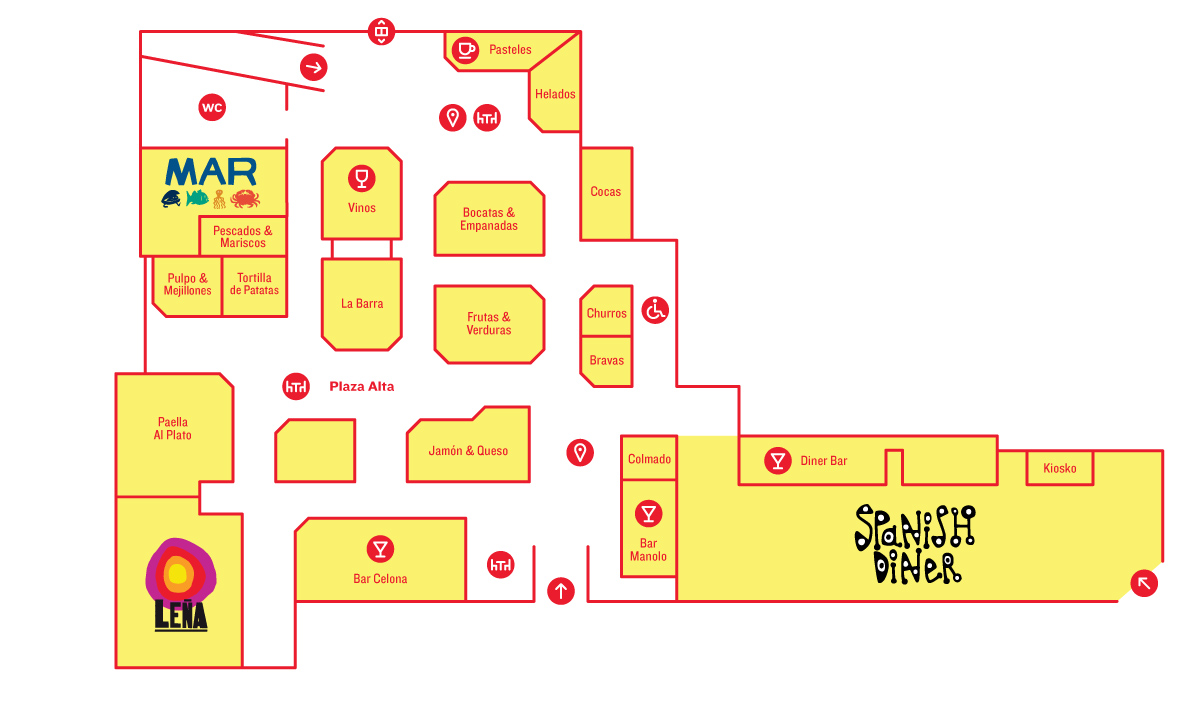 Pasteles
Helados
WC
MAR
Pescados &
Mariscos
Pulpo &
Mejillones
Tortilla
de Patatas
Vinos
La Barra
Bocatas &
Empanadas
Cocas
Frutas &
Verduras
Churros
Bravas
Plaza Alta
Paella
Al Plato
Jamón & Queso
Colmado
Bar
Manolo
Diner Bar
Kiosko
SPANISH
DINER
Bar Celona
LEÑA